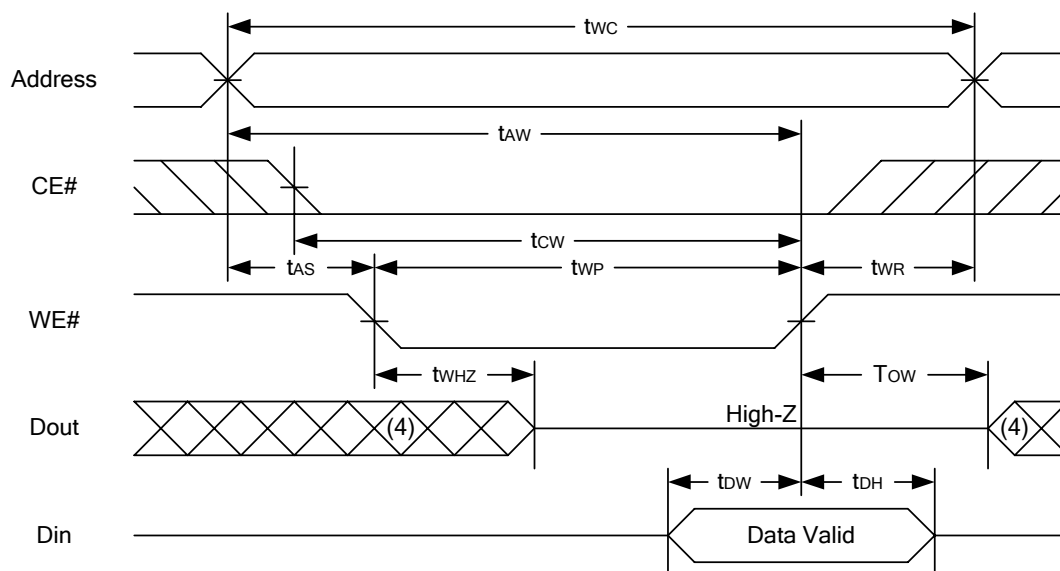 tWC
Address
tAW
CE#
tCW
tAS tWP tWR
WE#
tWHZ TOW
Dout (4) High-Z (4)
tDW tDH
Din Data Valid